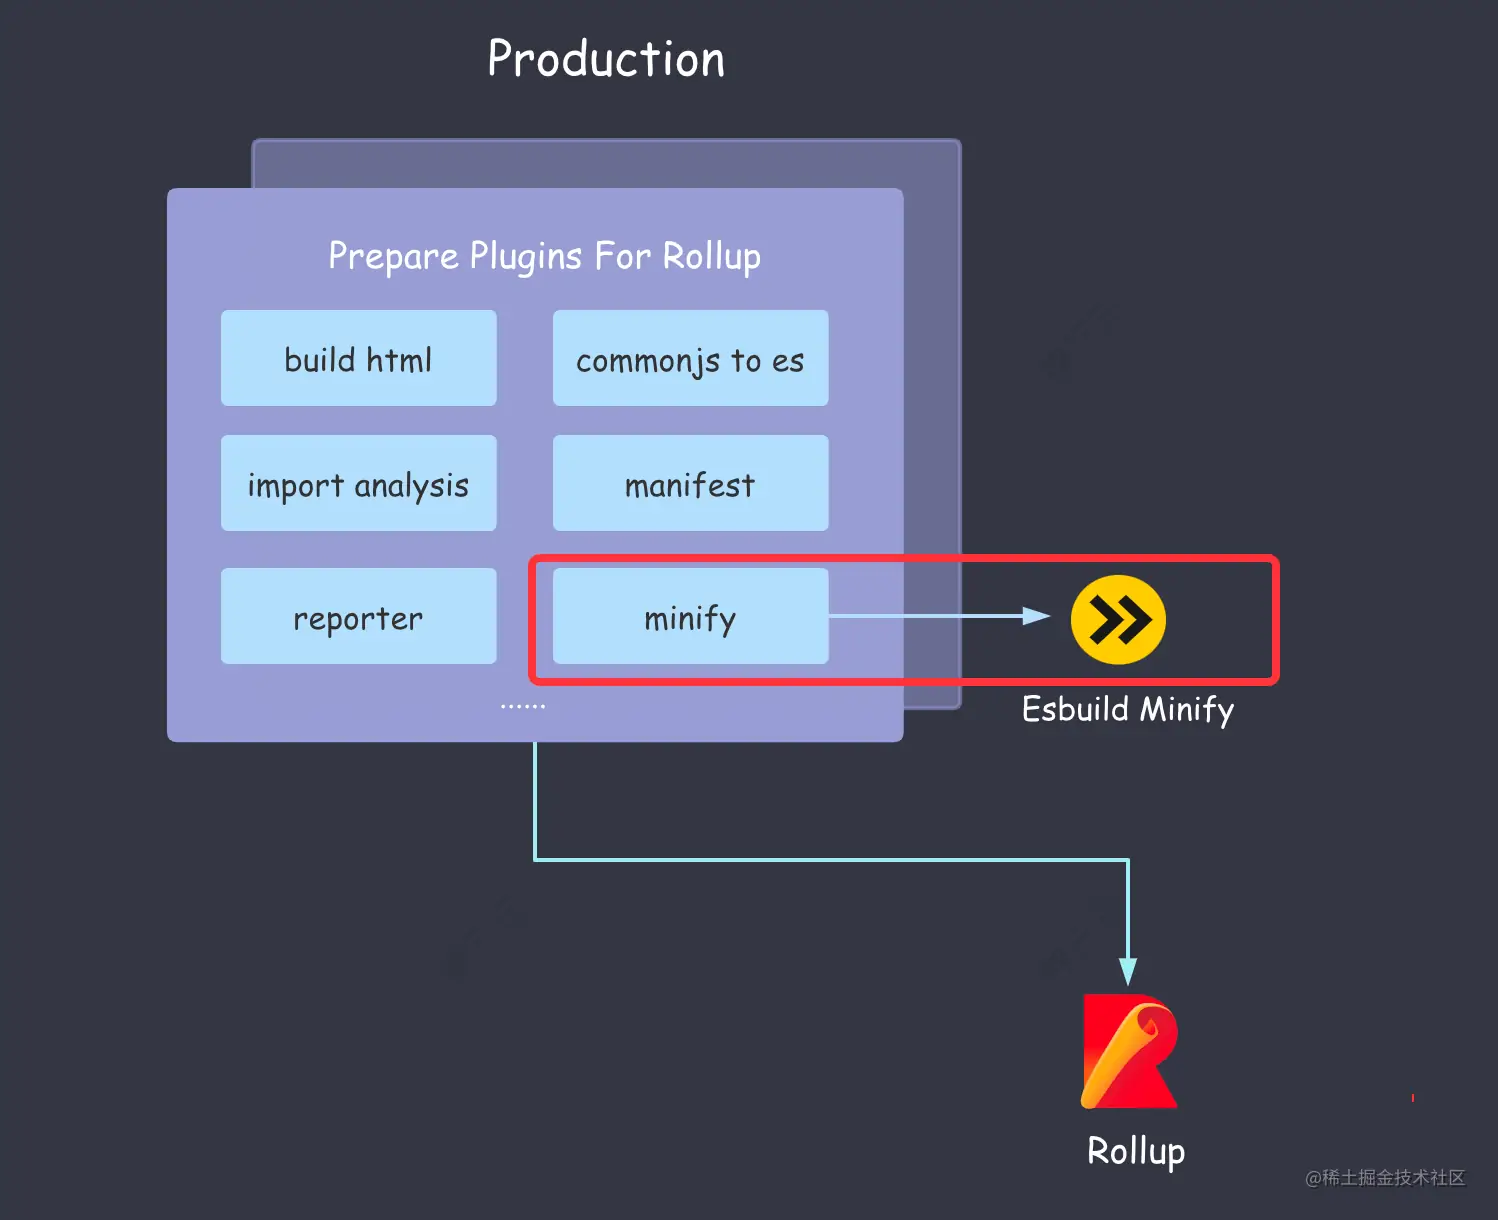 Production
Prepare Plugins For Rollup
build html
commonjs to es
import analysis
manifest
reporter
minify
Esbuild Minify
......
Rollup
@稀土掘金技术社区